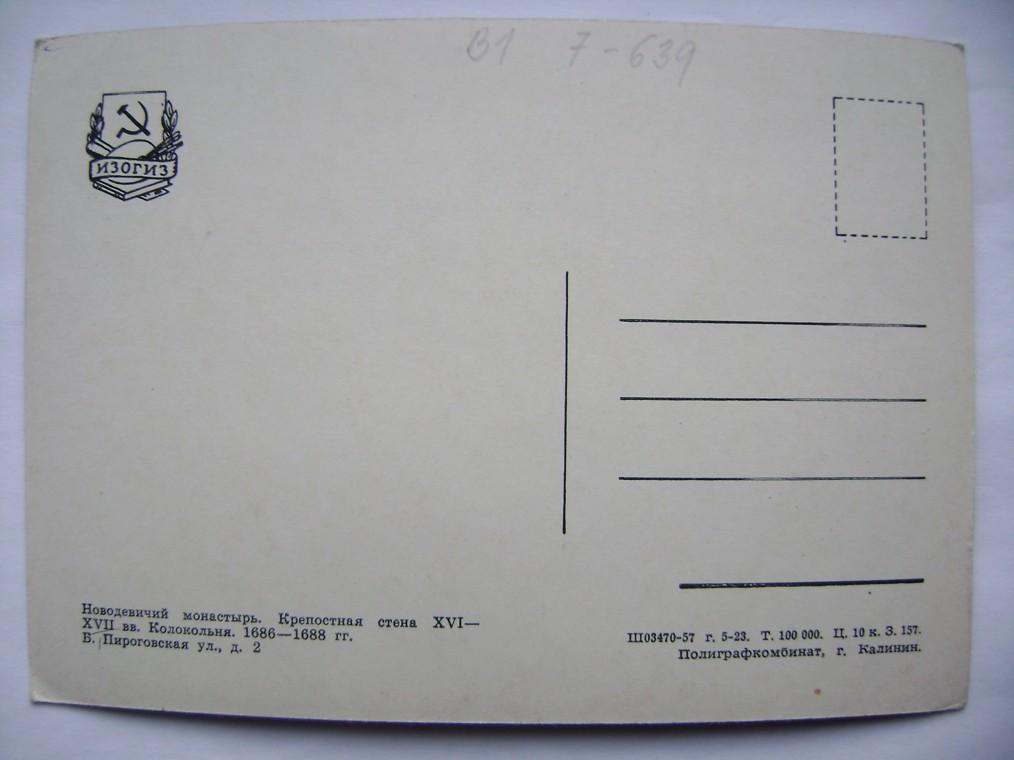 В1 7-639
ИЗОГИЗ
Новодевичий монастырь. Крепостная стена XVI—
XVII вв. Колокольня. 1686—1688 гг.
Б. Пироговская ул., д. 2
Ш03470-57 г. 5-23. Т. 100 000. Ц. 10 к. З. 157.
Полиграфкомбинат, г. Калинин.